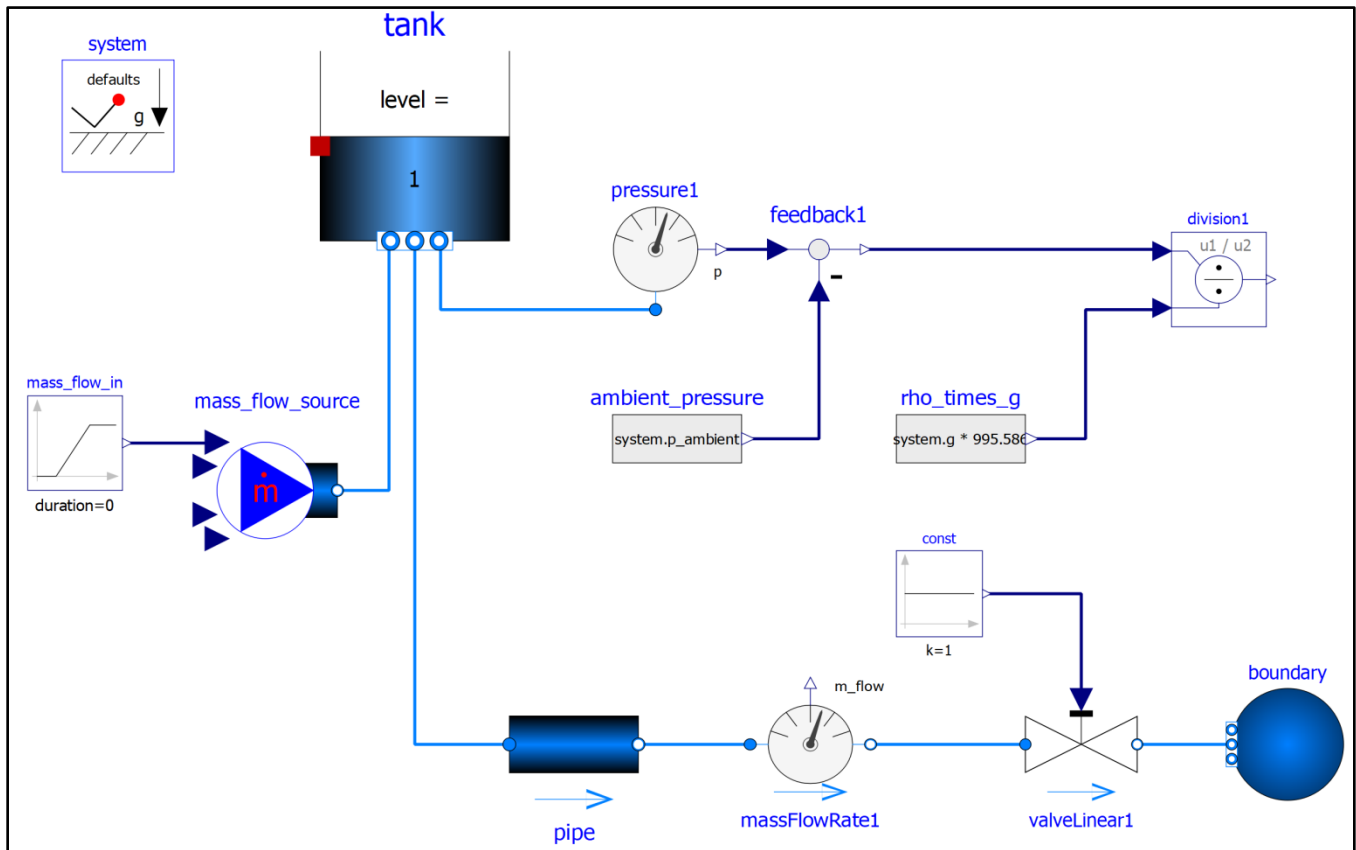 system
defaults
g
tank
level =
1
pressure1
p
feedback1
-
division1
u1 / u2
mass_flow_in
duration=0
mass_flow_source
ṁ
ambient_pressure
system.p_ambient
rho_times_g
system.g * 995.586
const
k=1
boundary
m_flow
pipe
massFlowRate1
valveLinear1